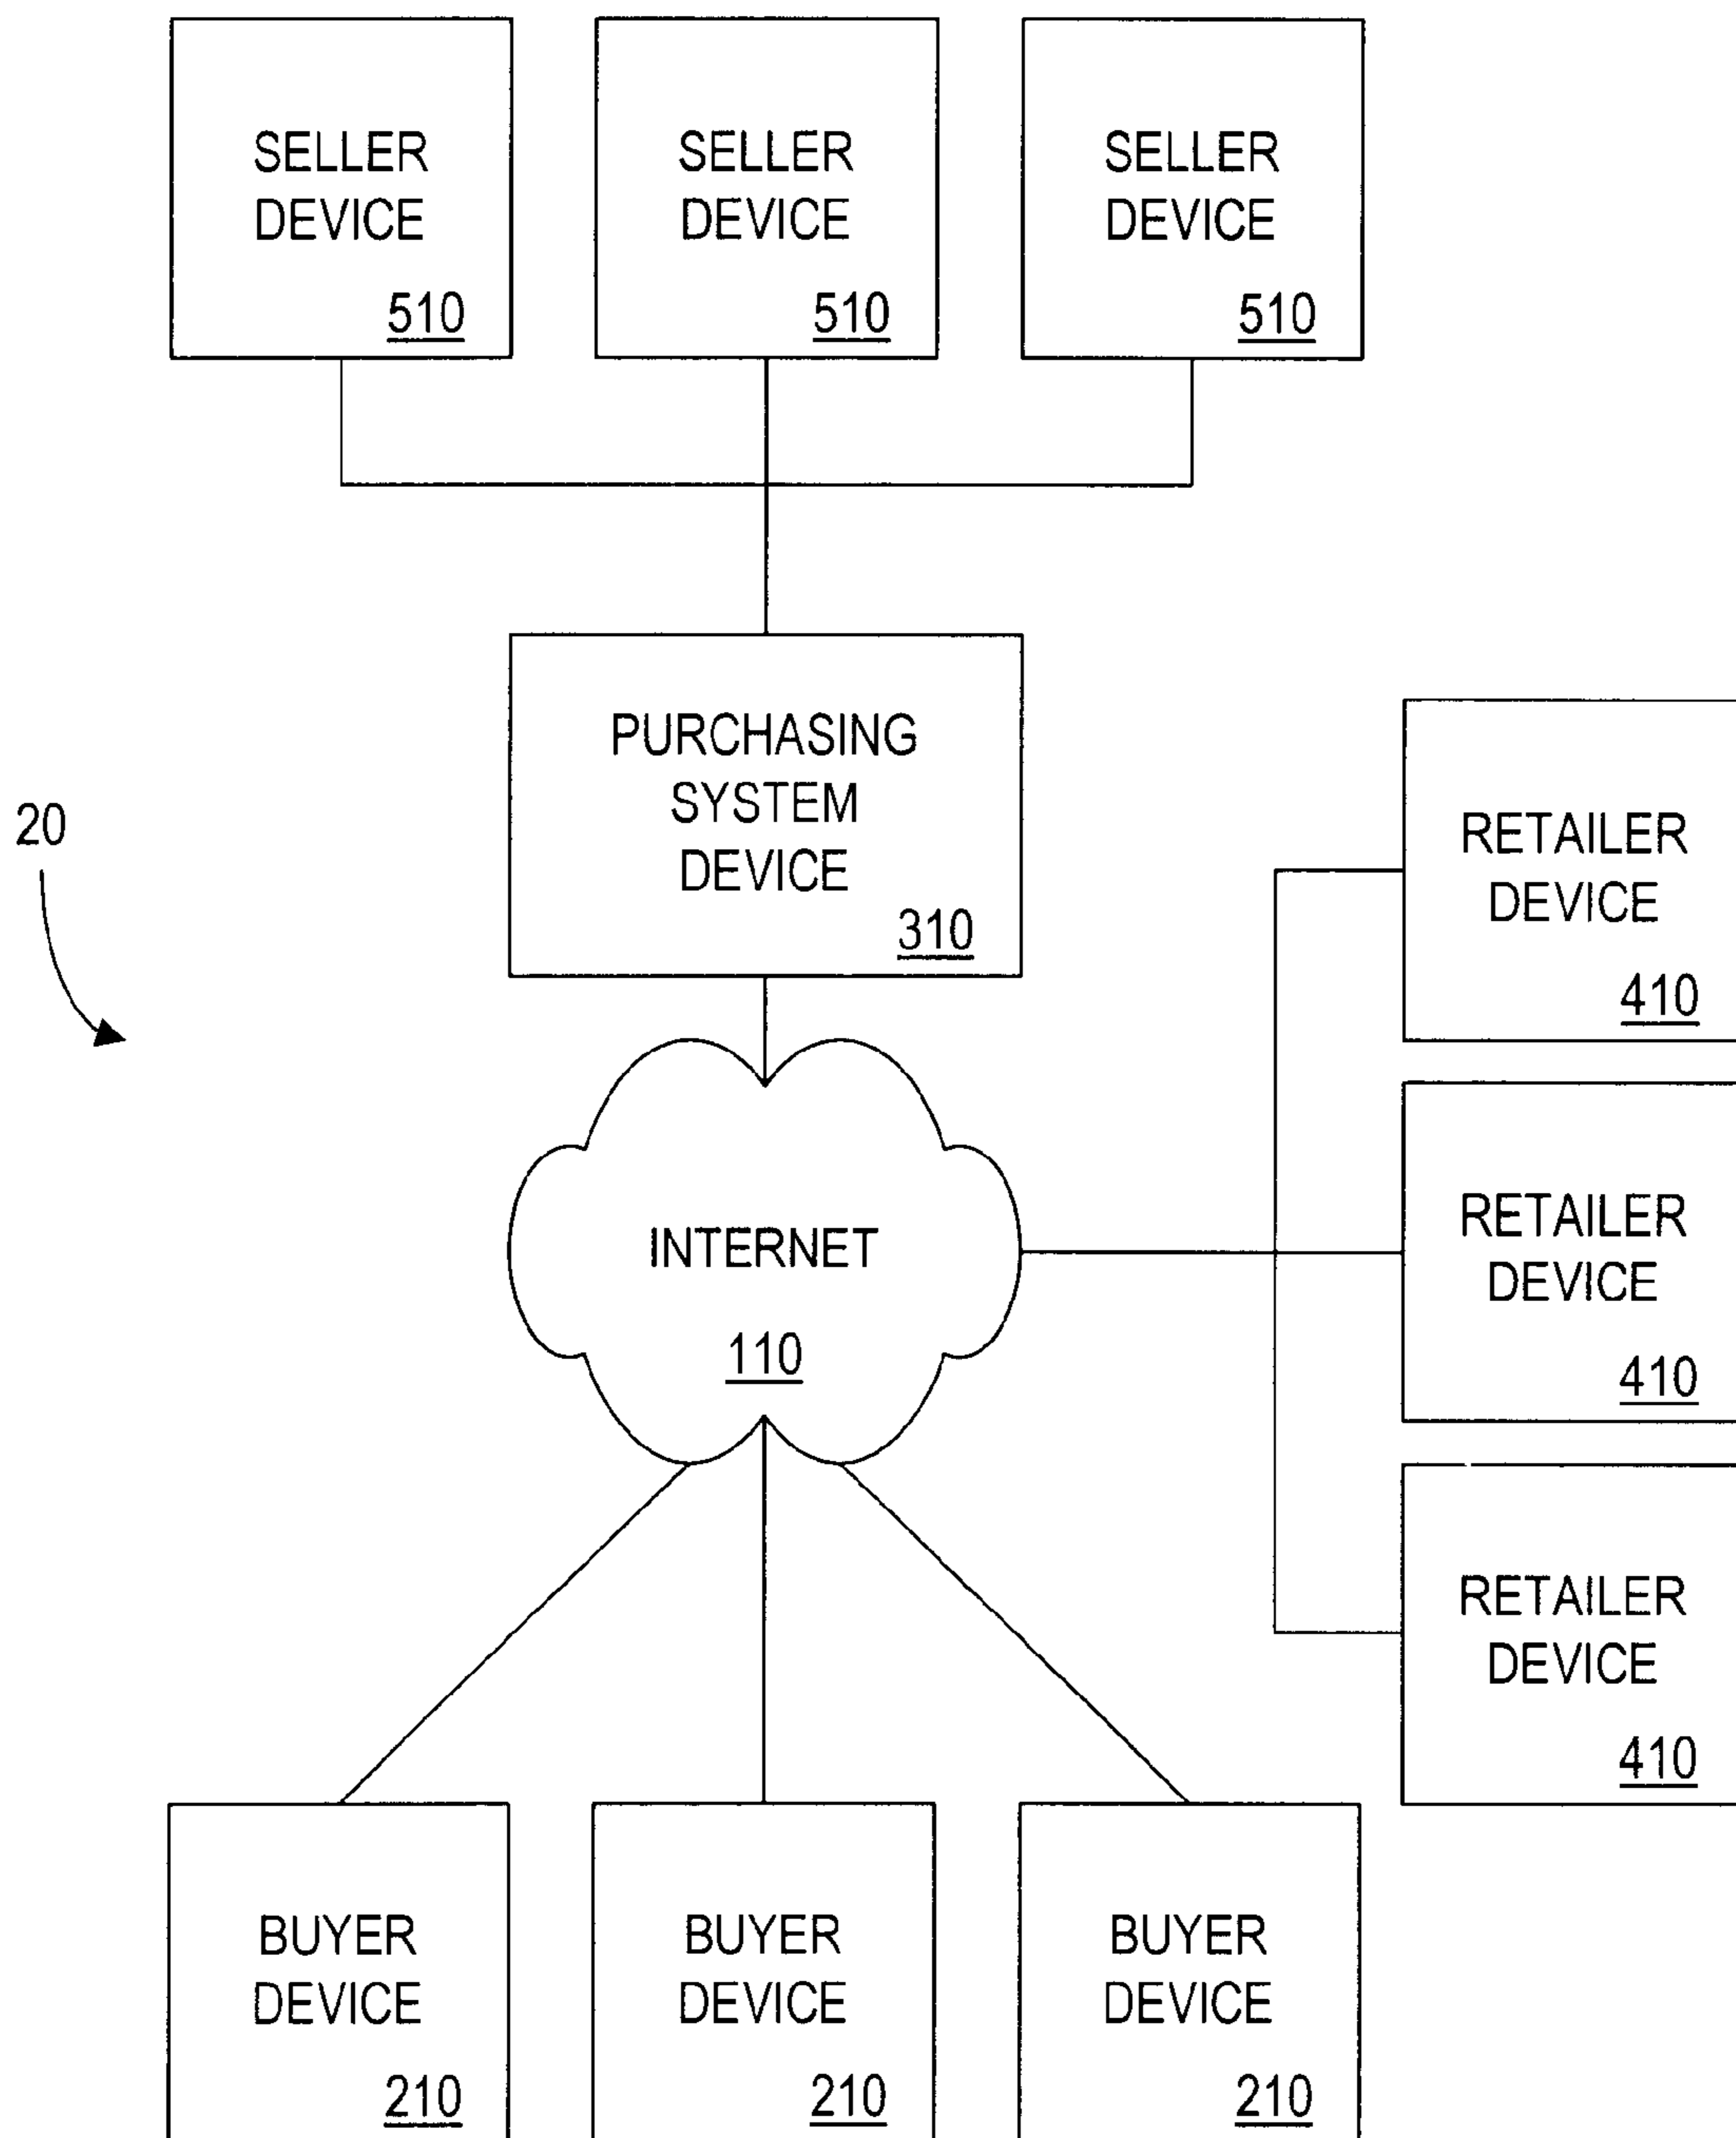 SELLER
DEVICE
510
SELLER
DEVICE
510
SELLER
DEVICE
510
PURCHASING
SYSTEM
DEVICE
310
20
RETAILER
DEVICE
410
INTERNET
110
RETAILER
DEVICE
410
RETAILER
DEVICE
410
BUYER
DEVICE
210
BUYER
DEVICE
210
BUYER
DEVICE
210